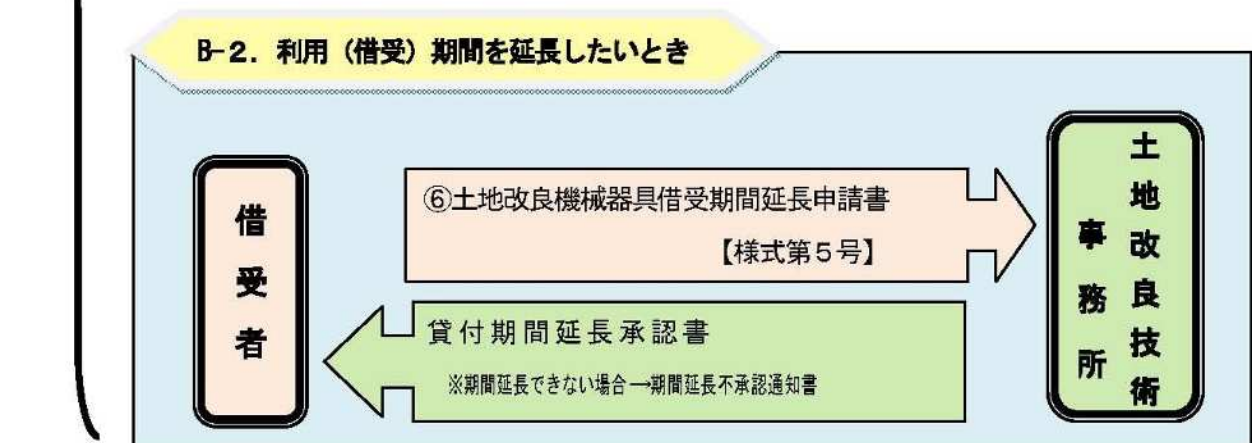 B-2．利用（借受）期間を延長したいとき
借受者
⑥土地改良機械器具借受期間延長申請書
【様式第５号】
貸付期間延長承認書
※期間延長できない場合→期間延長不承認通知書
土地改良技術
事務所